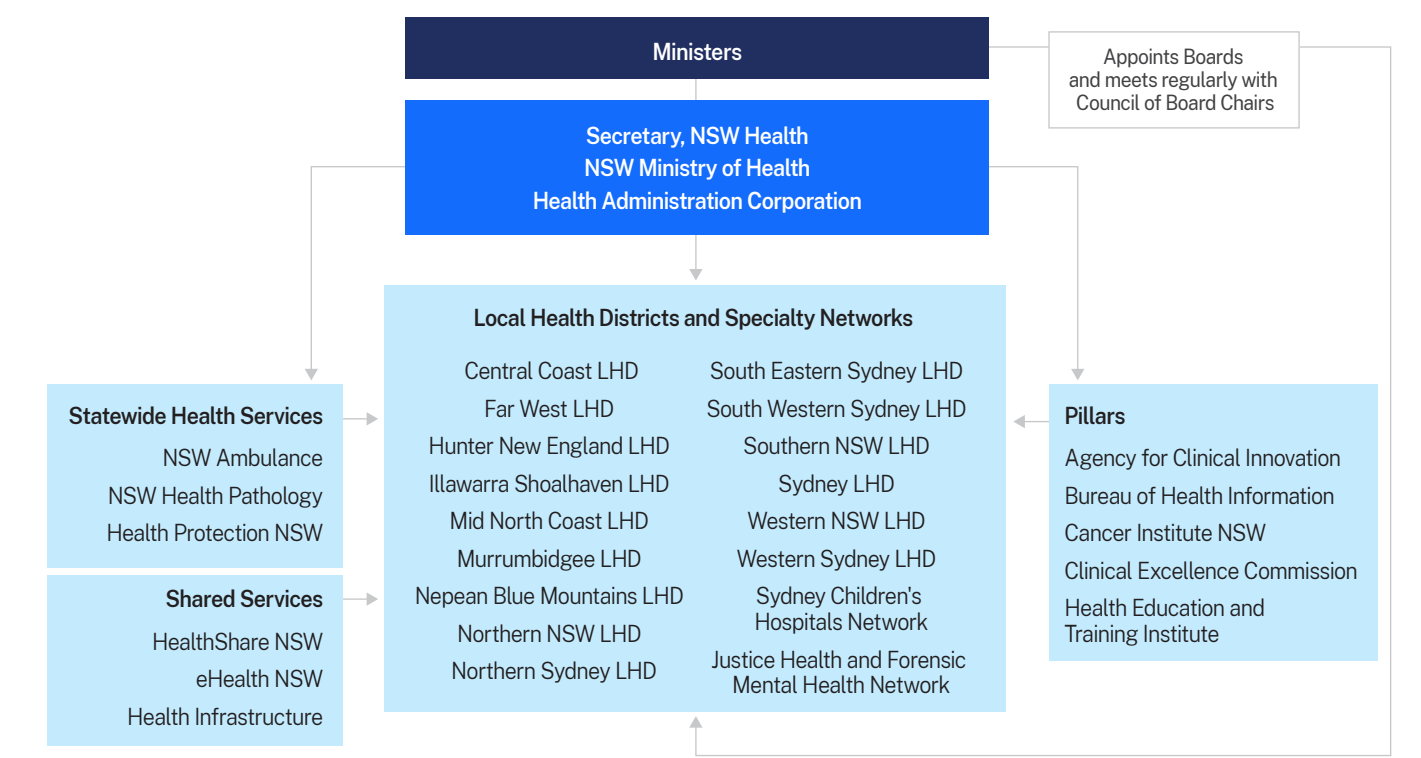 Ministers
Appoints Boards
and meets regularly with
Council of Board Chairs
Secretary, NSW Health
NSW Ministry of Health
Health Administration Corporation
Statewide Health Services
NSW Ambulance
NSW Health Pathology
Health Protection NSW
Shared Services
HealthShare NSW
eHealth NSW
Health Infrastructure
Local Health Districts and Specialty Networks
Central Coast LHD
Far West LHD
Hunter New England LHD
Illawarra Shoalhaven LHD
Mid North Coast LHD
Murrumbidgee LHD
Nepean Blue Mountains LHD
Northern NSW LHD
Northern Sydney LHD
South Eastern Sydney LHD
South Western Sydney LHD
Southern NSW LHD
Sydney LHD
Western NSW LHD
Western Sydney LHD
Sydney Children's
Hospitals Network
Justice Health and Forensic
Mental Health Network
Pillars
Agency for Clinical Innovation
Bureau of Health Information
Cancer Institute NSW
Clinical Excellence Commission
Health Education and
Training Institute